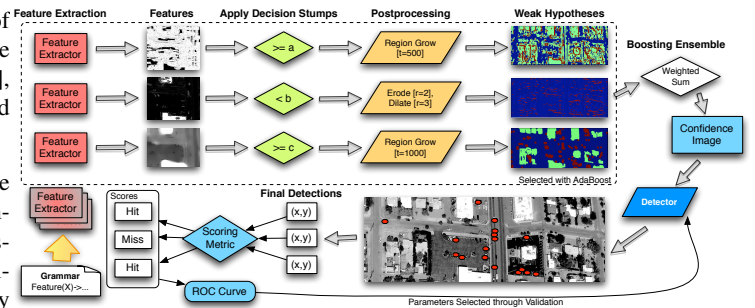 of
e
],
d
e
n-
s-
n-
y
Feature Extraction
Features
Apply Decision Stumps
Postprocessing
Weak Hypotheses
Boosting Ensemble
Feature
Extractor
>= a
Region Grow
[t=500]
Weighted
Sum
Feature
Extractor
< b
Erode [r=2],
Dilate [r=3]
Confidence
Image
Feature
Extractor
>= c
Region Grow
[t=1000]
Selected with AdaBoost
Feature
Extractor
Grammar
Feature(X)->...
Scores
Hit
Miss
Hit
Final Detections
Scoring
Metric
(x,y)
(x,y)
(x,y)
Detector
ROC Curve
Parameters Selected through Validation